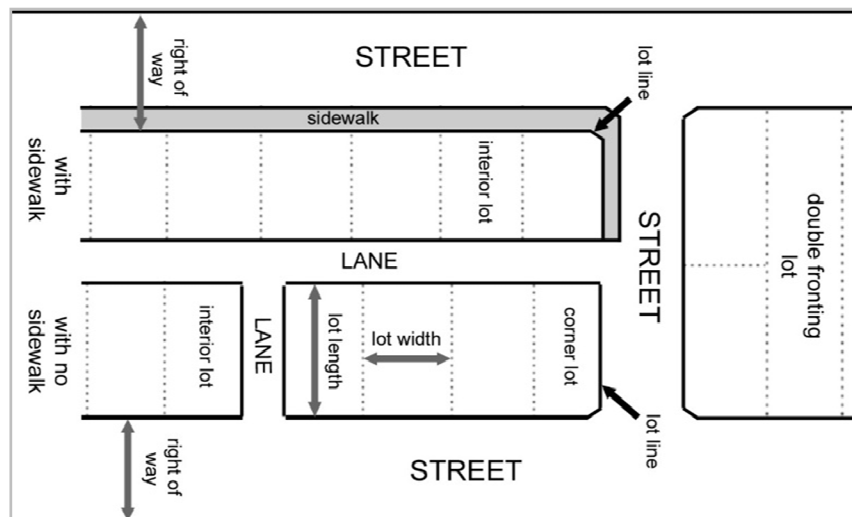 STREET
right of
way
lot line
sidewalk
with
sidewalk
interior lot
STREET
double fronting
lot
LANE
with no
sidewalk
interior lot
LANE
lot length
lot width
corner lot
lot line
right of
way
STREET